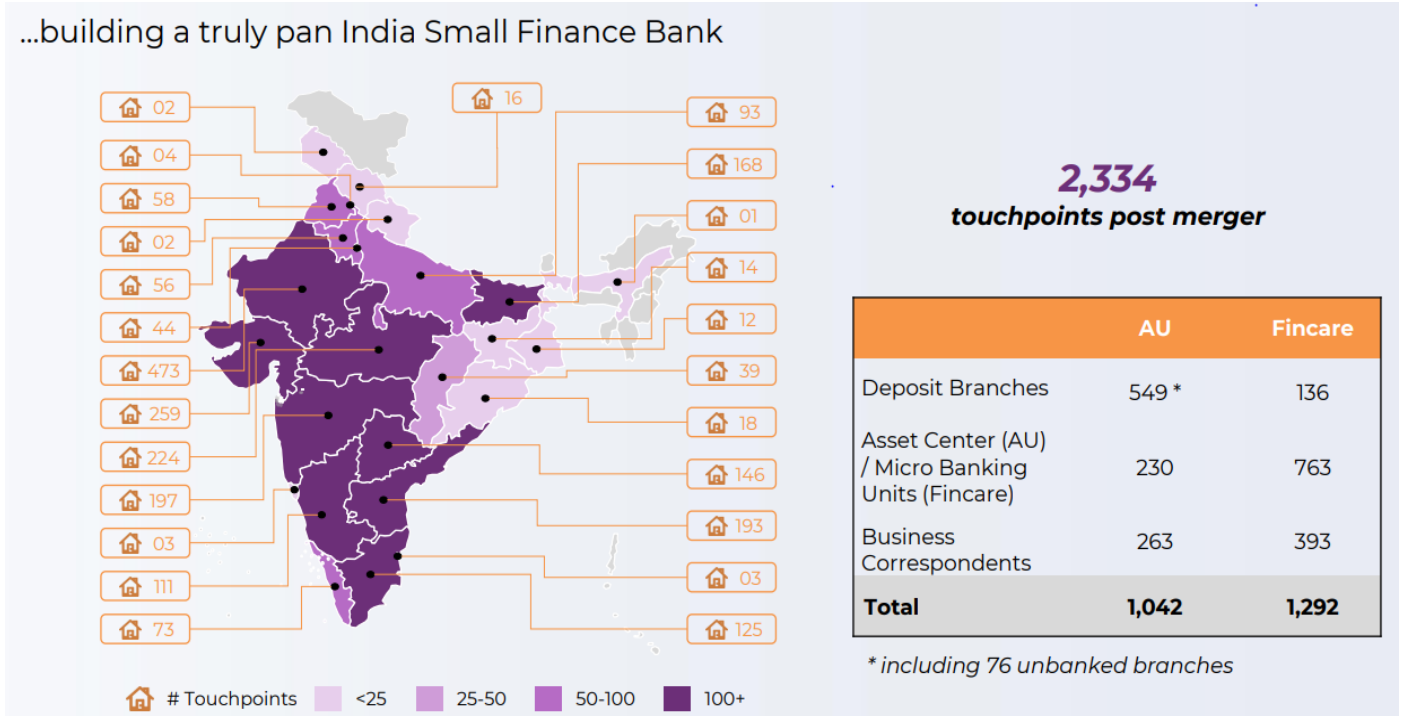 ...building a truly pan India Small Finance Bank
16
02
04
58
02
56
44
473
259
224
197
03
111
73
93
168
01
14
12
39
18
146
193
03
125
# Touchpoints <25 25-50 50-100 100+
2,334
touchpoints post merger
AU Fincare
Deposit Branches 549 * 136
Asset Center (AU)
/ Micro Banking 230 763
Units (Fincare)
Business 263 393
Correspondents
Total 1,042 1,292
* including 76 unbanked branches